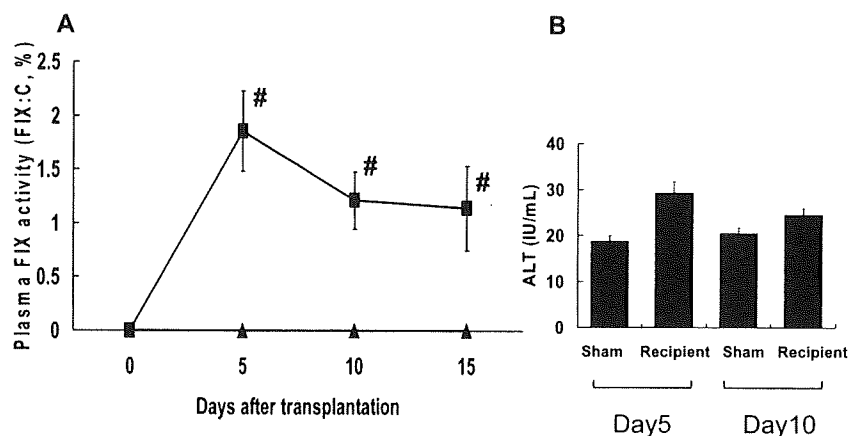 A
Plasma FIX activity (FIX:C, %)
2.5
2
1.5
1
0.5
0
#
#
#
0 5 10 15
Days after transplantation
B
ALT (IU/mL)
40
30
20
10
0
Sham Recipient Sham Recipient
Day5 Day10